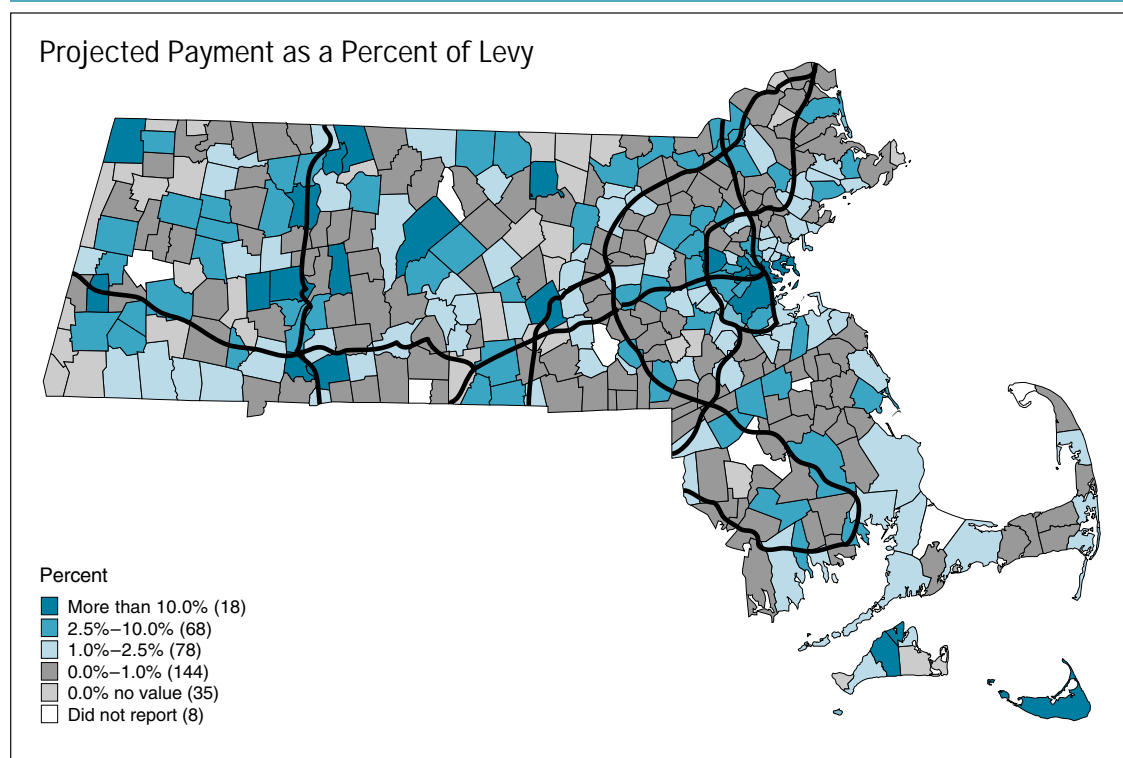 Projected Payment as a Percent of Levy
Percent
More than 10.0% (18)
2.5%–10.0% (68)
1.0%–2.5% (78)
0.0%–1.0% (144)
0.0% no value (35)
Did not report (8)